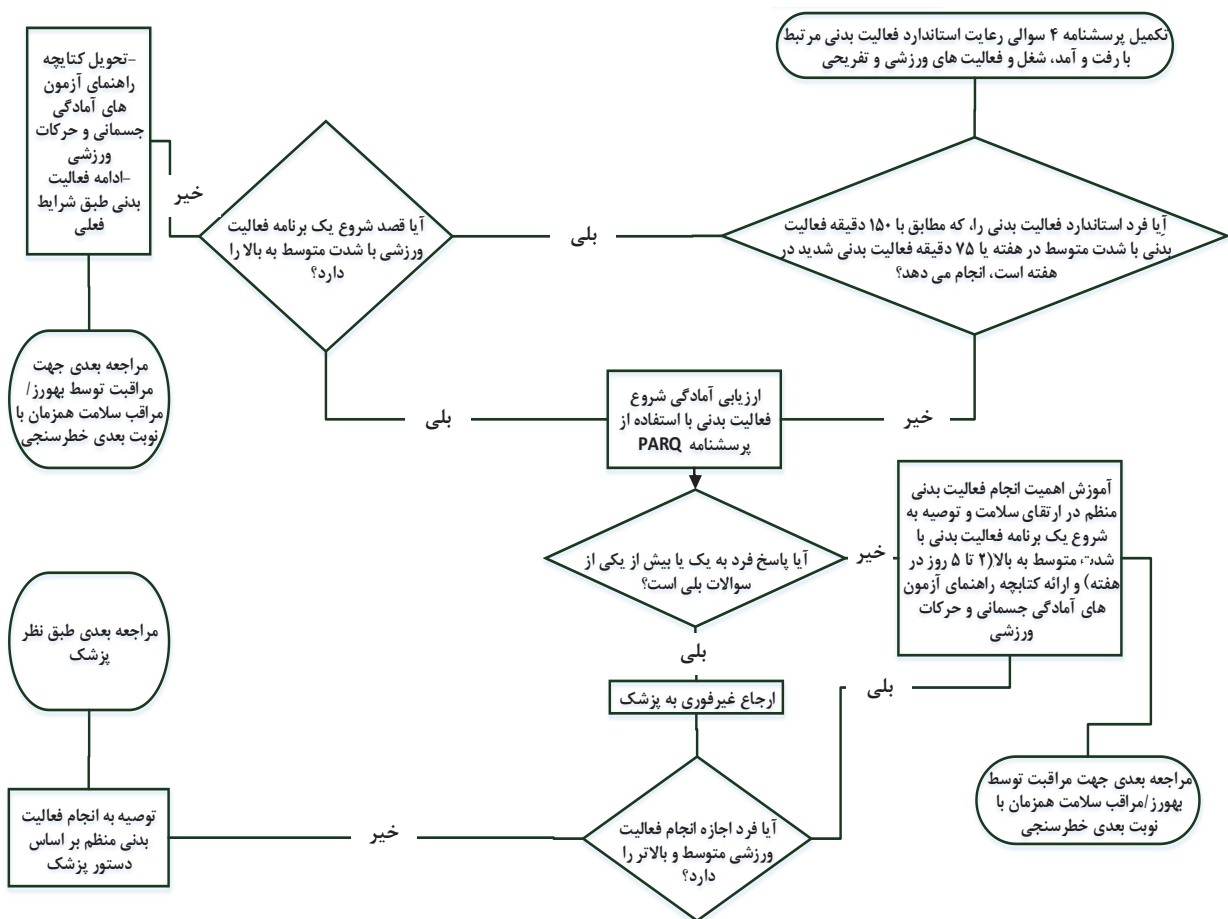 تکمیل پرسشنامه ۴ سوالی رعایت استاندارد فعالیت بدنی مرتبط
با رفت و آمد، شغل و فعالیت های ورزشی و تفریحی
آیا فرد استاندارد فعالیت بدنی را، که مطابق با ۱۵۰ دقیقه فعالیت
بدنی با شدت متوسط در هفته یا ۷۵ دقیقه فعالیت بدنی شدید در
هفته است، انجام می دهد؟
بلی
آیا قصد شروع یک برنامه فعالیت
ورزشی با شدت متوسط به بالا را
دارد؟
خیر
-تحویل کتابچه
راهنمای آزمون
های آمادگی
جسمانی و حرکات
ورزشی
-ادامه فعالیت
بدنی طبق شرایط
فعلی
مراجعه بعدی جهت
مراقبت توسط بهورز/
مراقب سلامت همزمان با
نوبت بعدی خطرسنجی
خیر
بلی
ارزیابی آمادگی شروع
فعالیت بدنی با استفاده از
پرسشنامه PARQ
آیا پاسخ فرد به یک یا بیش از یکی از
سوالات بلی است؟
خیر
آموزش اهمیت انجام فعالیت بدنی
منظم در ارتقای سلامت و توصیه به
شروع یک برنامه فعالیت بدنی با
شدت متوسط به بالا(۲ تا ۵ روز در
هفته) و ارائه کتابچه راهنمای آزمون
های آمادگی جسمانی و حرکات
ورزشی
مراجعه بعدی جهت مراقبت توسط
بهورز/مراقب سلامت همزمان با
نوبت بعدی خطرسنجی
بلی
ارجاع غیرفوری به پزشک
آیا فرد اجازه انجام فعالیت
ورزشی متوسط و بالاتر را
دارد؟
بلی
خیر
توصیه به انجام فعالیت
بدنی منظم بر اساس
دستور پزشک
مراجعه بعدی طبق نظر
پزشک